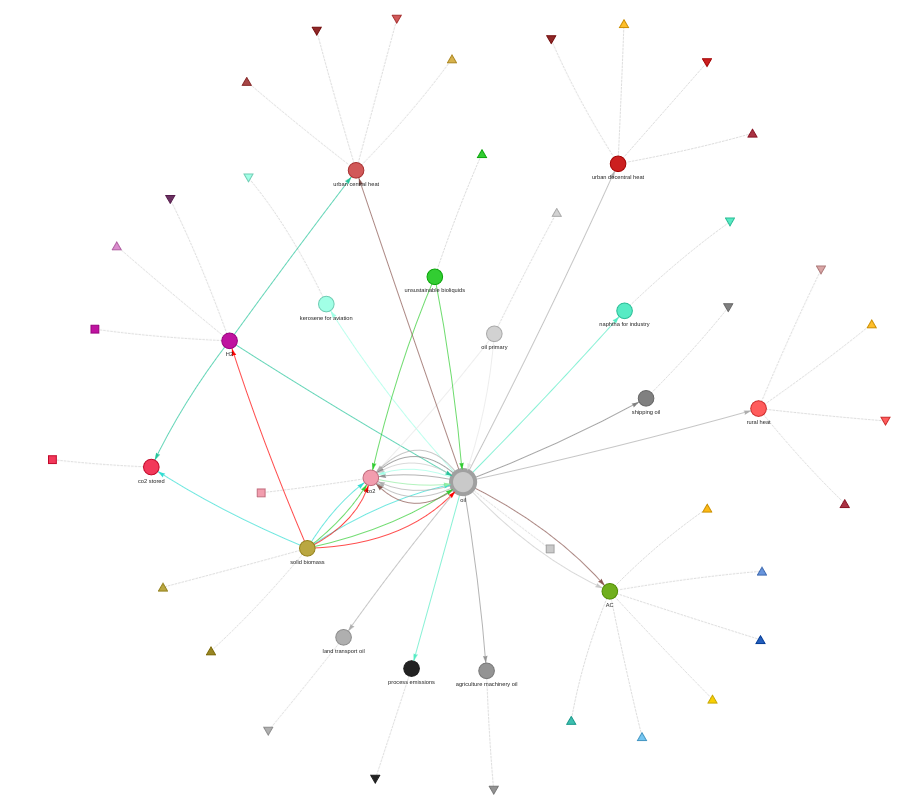 urban central heat
urban decentral heat
unsustainable bioliquids
kerosene for aviation
naphtha for industry
oil primary
H2
shipping oil
rural heat
co2 stored
co2
oil
solid biomass
AC
land transport oil
process emissions
agriculture machinery oil